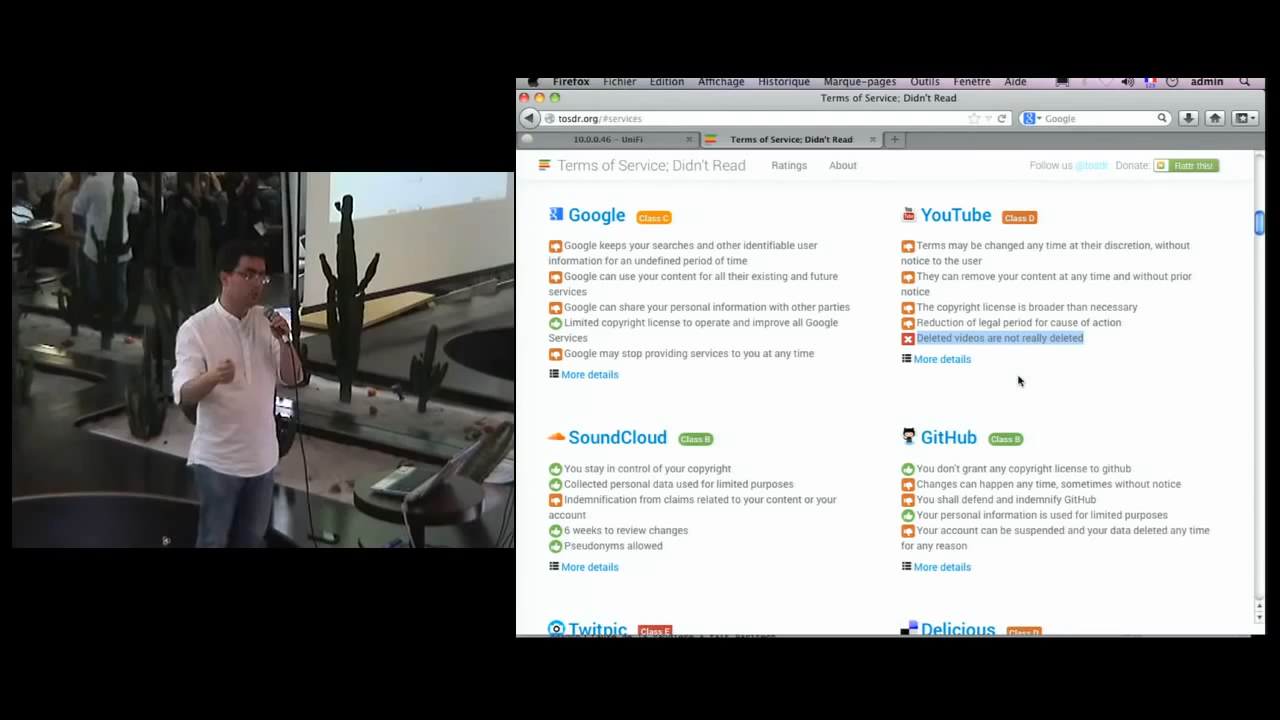 Firefox Fichier Edition Affichage Historique Marque-pages Outils Fenêtre Aide admin
Terms of Service; Didn't Read
tosdr.org/#services
Google
10.0.0.46 - UniFi
Terms of Service; Didn't Read
Terms of Service; Didn't Read
Ratings
About
Follow us @tosdr
Donate:
Flattr this!
Google Class C
Google keeps your searches and other identifiable user
information for an undefined period of time
Google can use your content for all their existing and future
services
Google can share your personal information with other parties
Limited copyright license to operate and improve all Google
Services
Google may stop providing services to you at any time
More details
YouTube Class D
Terms may be changed any time at their discretion, without
notice to the user
They can remove your content at any time and without prior
notice
The copyright license is broader than necessary
Reduction of legal period for cause of action
Deleted videos are not really deleted
More details
SoundCloud Class B
You stay in control of your copyright
Collected personal data used for limited purposes
Indemnification from claims related to your content or your
account
6 weeks to review changes
Pseudonyms allowed
More details
GitHub Class B
You don't grant any copyright license to github
Changes can happen any time, sometimes without notice
You shall defend and indemnify GitHub
Your personal information is used for limited purposes
Your account can be suspended and your data deleted any time
for any reason
More details
Twitpic Class E
Delicious Class D